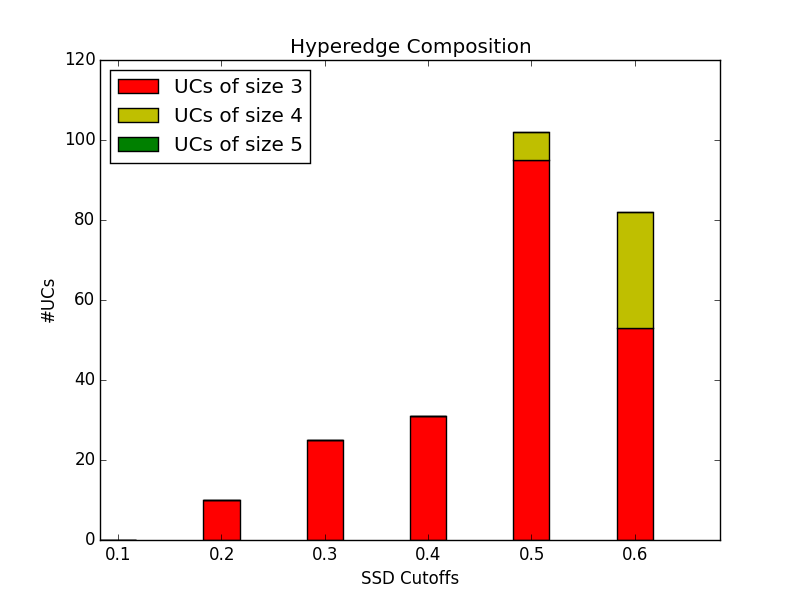 Hyperedge Composition
UCs of size 3
UCs of size 4
UCs of size 5
120
100
80
60
40
20
0
#UCs
0.1 0.2 0.3 0.4 0.5 0.6
SSD Cutoffs